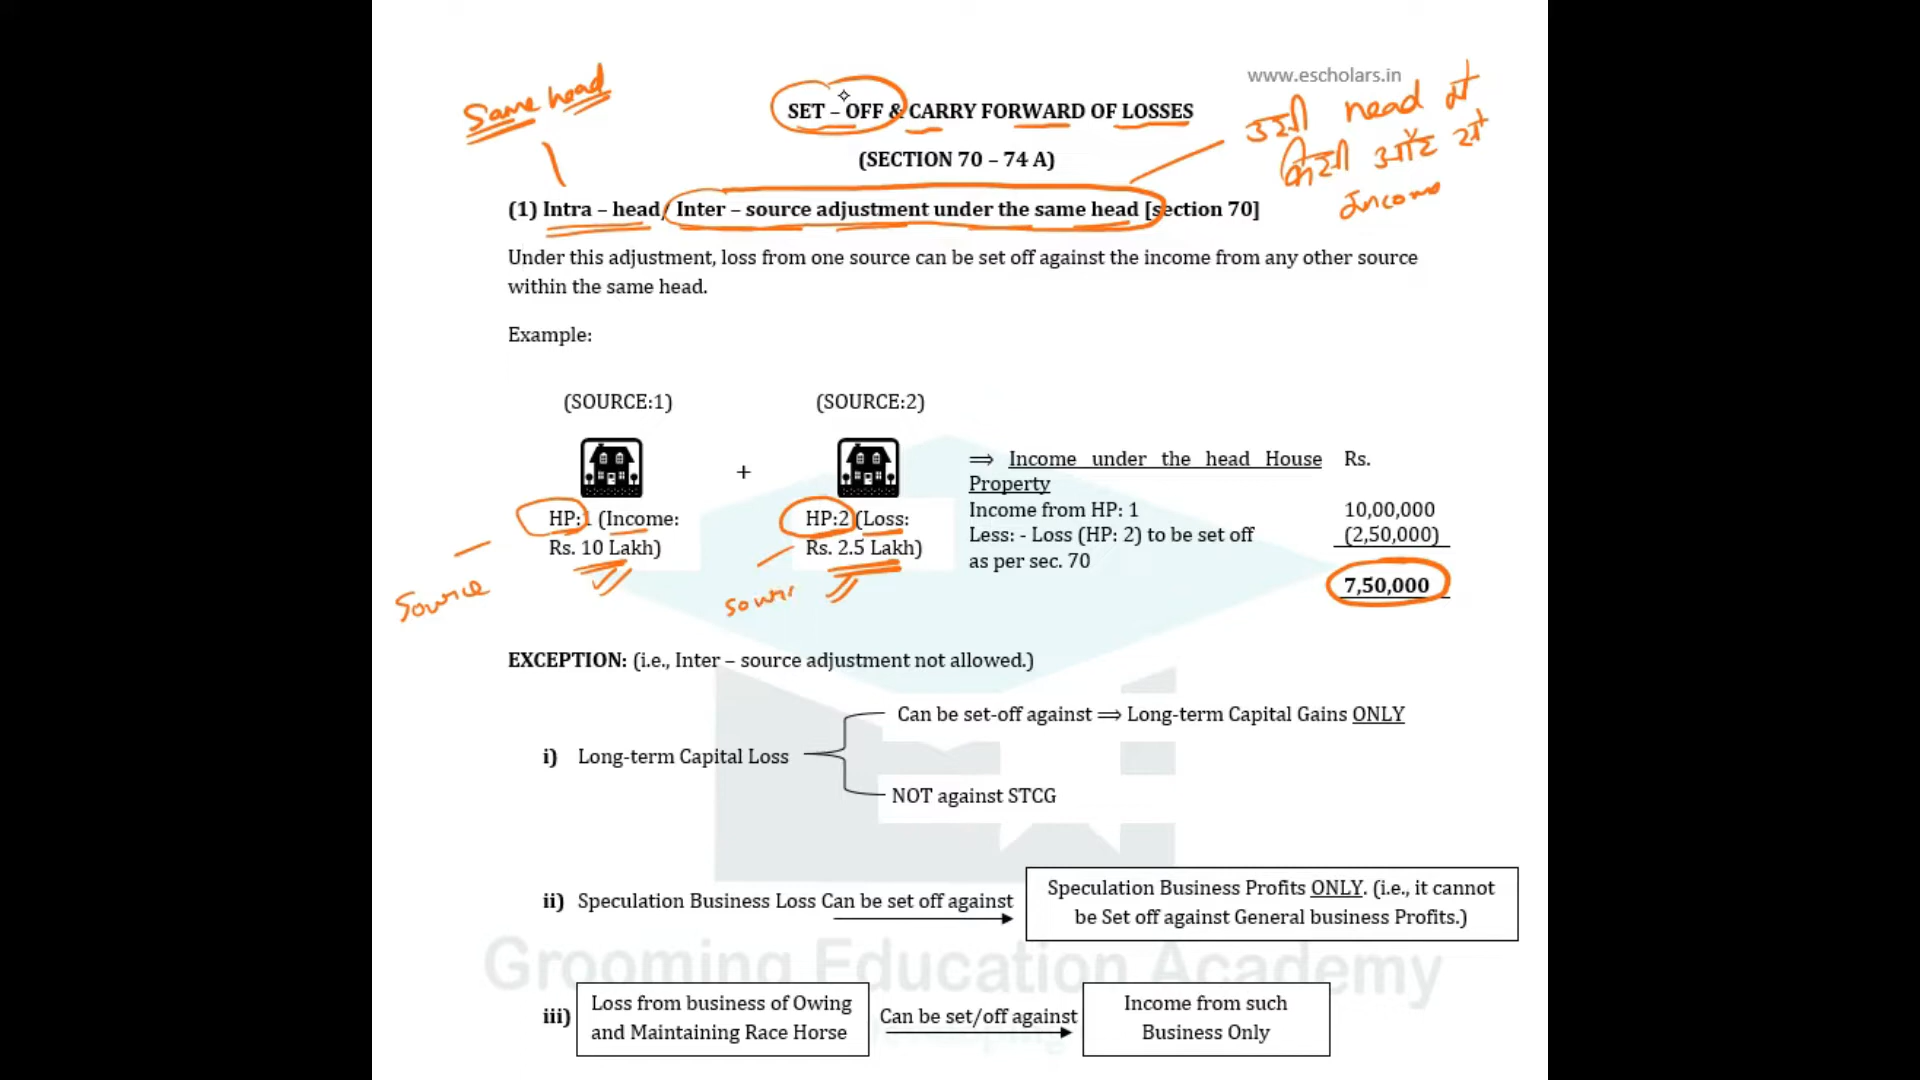 www.escholars.in
Same head
SET – OFF & CARRY FORWARD OF LOSSES
उसी head में
किसी और से
Income
(SECTION 70 – 74 A)
(1) Intra – head/ Inter – source adjustment under the same head [section 70]
Under this adjustment, loss from one source can be set off against the income from any other source
within the same head.
Example:
(SOURCE:1) (SOURCE:2)
+
HP:1 (Income:
Rs. 10 Lakh)
Source
HP:2 (Loss:
Rs. 2.5 Lakh)
⟹ Income under the head House Rs.
Property
Income from HP: 1 10,00,000
Less: - Loss (HP: 2) to be set off (2,50,000)
as per sec. 70
7,50,000
EXCEPTION: (i.e., Inter – source adjustment not allowed.)
Can be set-off against ⟹ Long-term Capital Gains ONLY
i) Long-term Capital Loss
NOT against STCG
ii) Speculation Business Loss Can be set off against
Speculation Business Profits ONLY. (i.e., it cannot
be Set off against General business Profits.)
Grooming Education Academy
iii) Loss from business of Owing
and Maintaining Race Horse
Can be set/off against
Income from such
Business Only